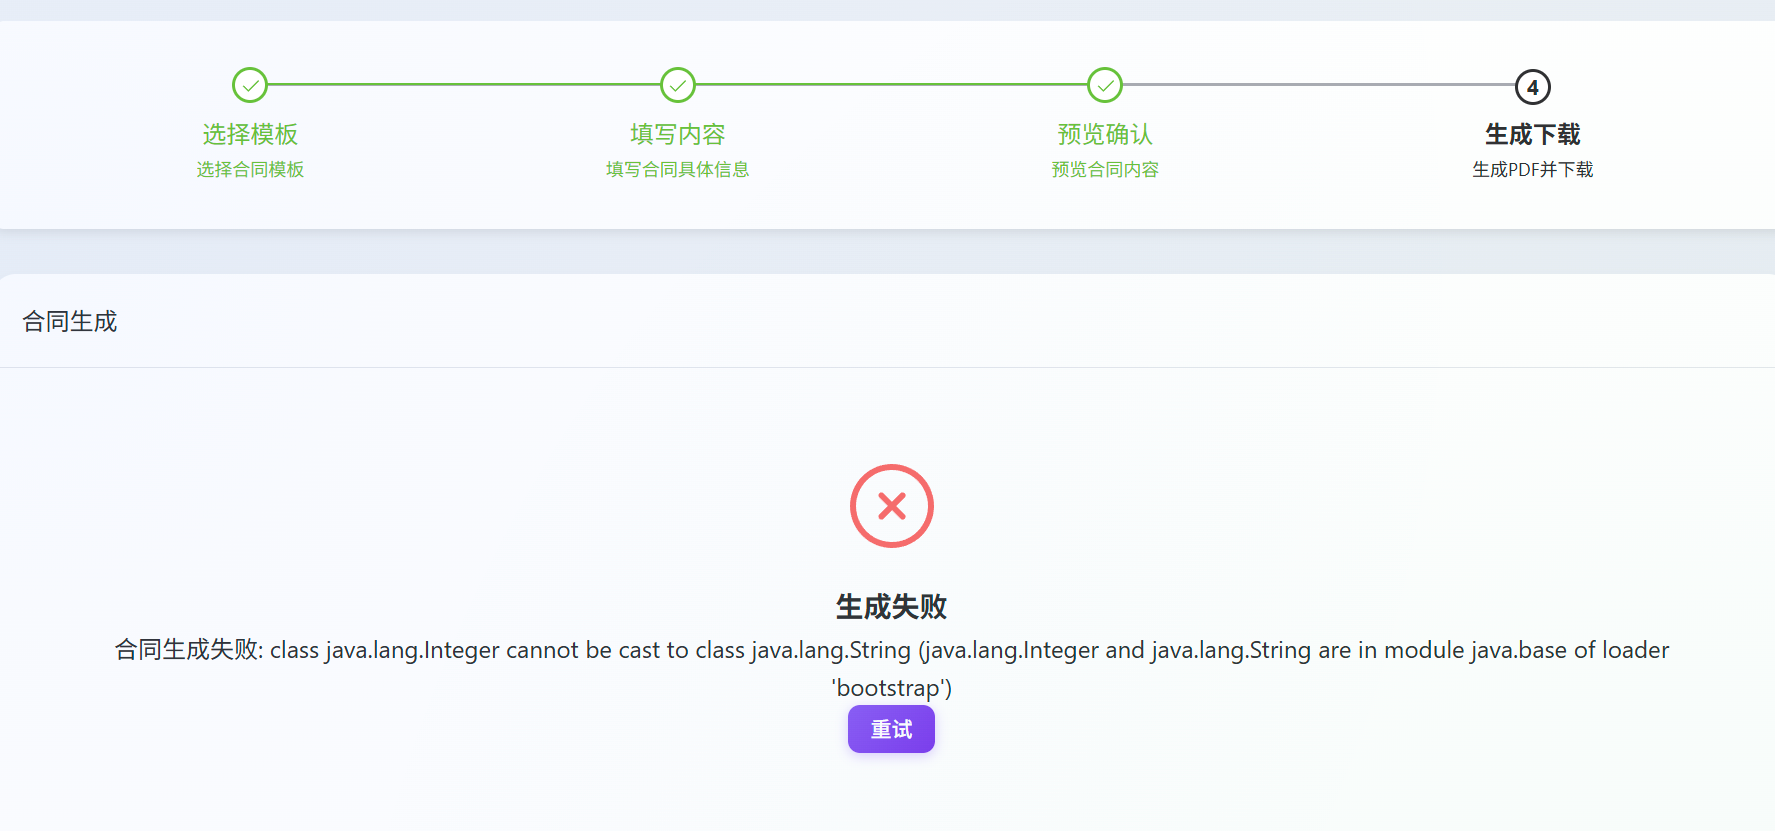 4
选择模板
填写内容
预览确认
生成下载
选择合同模板
填写合同具体信息
预览合同内容
生成PDF并下载
合同生成
生成失败
合同生成失败: class java.lang.Integer cannot be cast to class java.lang.String (java.lang.Integer and java.lang.String are in module java.base of loader
'bootstrap')
重试